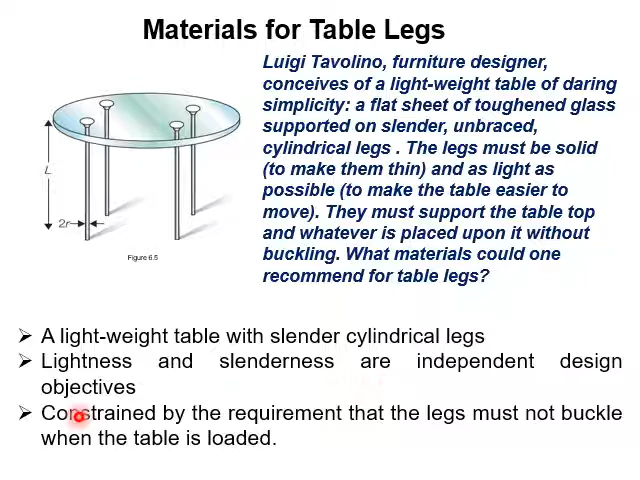 Materials for Table Legs
Luigi Tavolino, furniture designer,
conceives of a light-weight table of daring
simplicity: a flat sheet of toughened glass
supported on slender, unbraced,
cylindrical legs . The legs must be solid
(to make them thin) and as light as
possible (to make the table easier to
move). They must support the table top
and whatever is placed upon it without
buckling. What materials could one
recommend for table legs?
L
2r
Figure 6.5
➢ A light-weight table with slender cylindrical legs
➢ Lightness and slenderness are independent design
objectives
➢ Constrained by the requirement that the legs must not buckle
when the table is loaded.